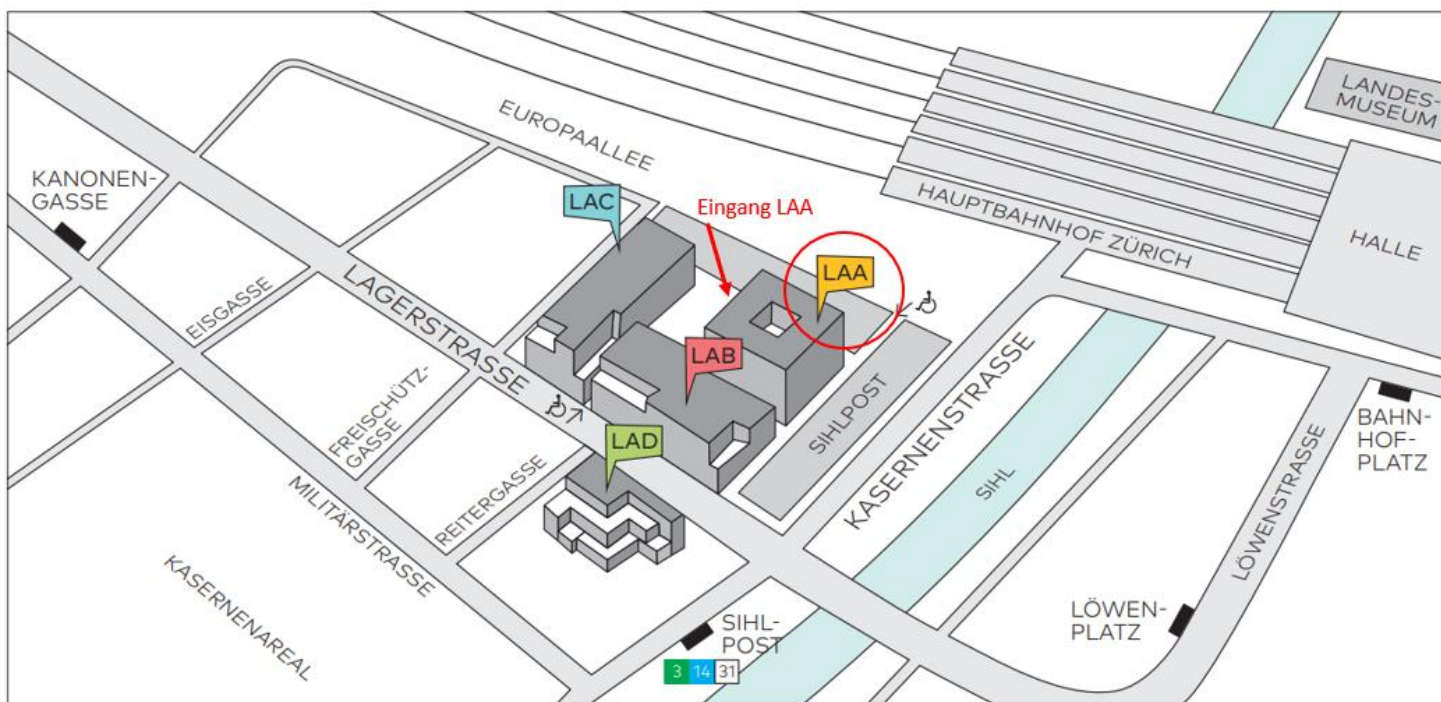 LANDES-
MUSEUM
EUROPAALLEE
KANONEN-
GASSE
LAC
Eingang LAA
HAUPTBAHNHOF ZÜRICH
HALLE
LAA
EISGASSE
LAGERSTRASSE
LAB
SIHLPOST
KASERNENSTRASSE
FREISCHÜTZ-
GASSE
LAD
BAHN-
HOF-
PLATZ
MILITÄRSTRASSE
REITERGASSE
SIHL
LÖWENSTRASSE
KASERNENAREAL
SIHL-
POST
3 14 31
LÖWEN-
PLATZ